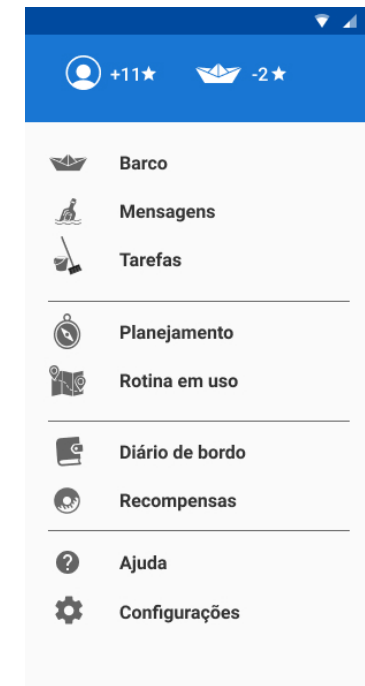 +11★ -2★
Barco
Mensagens
Tarefas
Planejamento
Rotina em uso
Diário de bordo
Recompensas
Ajuda
Configurações